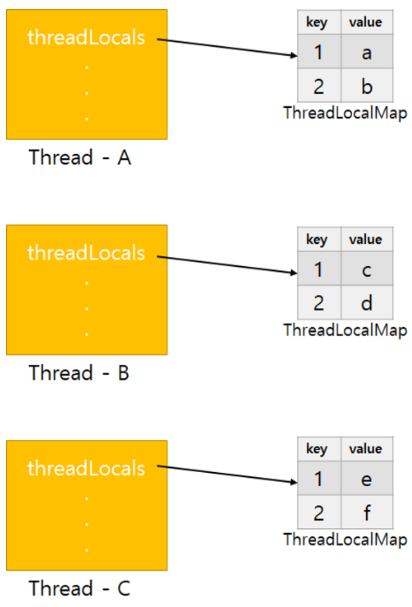 threadLocals
.
.
.
Thread - A
key value
1 a
2 b
ThreadLocalMap
threadLocals
.
.
.
Thread - B
key value
1 c
2 d
ThreadLocalMap
threadLocals
.
.
.
Thread - C
key value
1 e
2 f
ThreadLocalMap